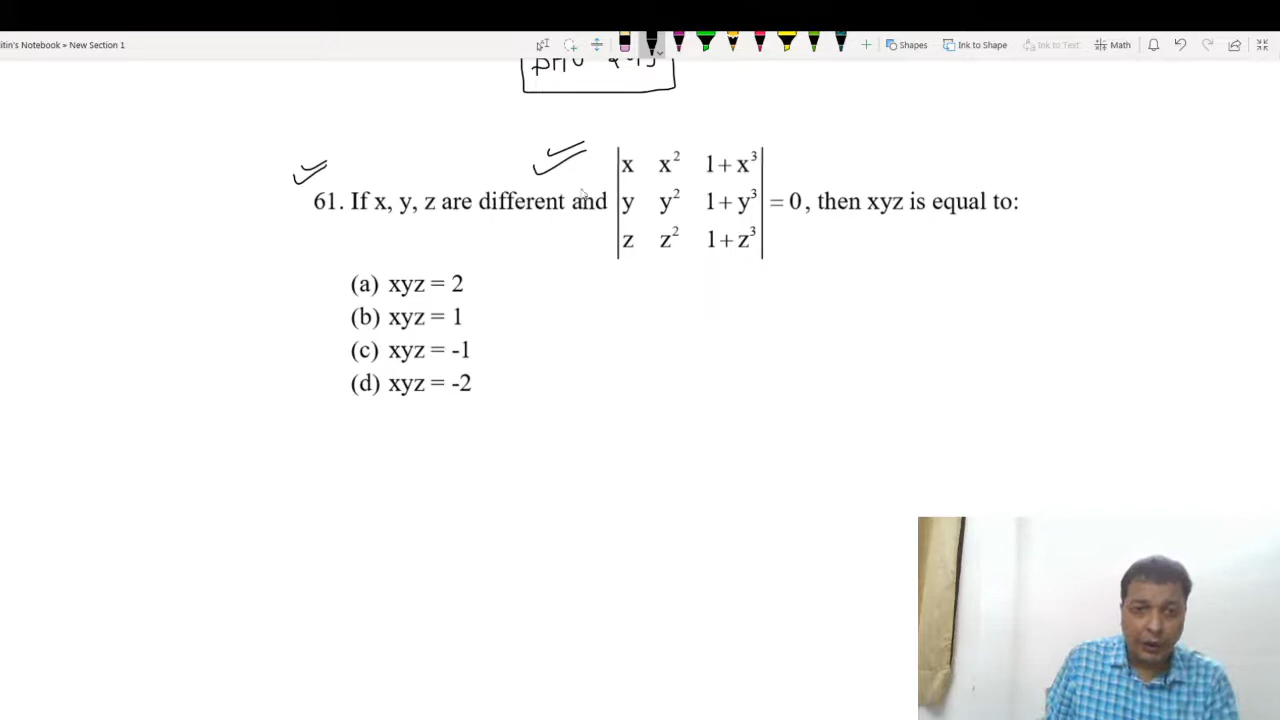 itin's Notebook » New Section 1
Shapes Ink to Shape Ink to Text Math
61. If x, y, z are different and |x x² 1+x³| = 0, then xyz is equal to:
|y y² 1+y³|
|z z² 1+z³|
(a) xyz = 2
(b) xyz = 1
(c) xyz = -1
(d) xyz = -2